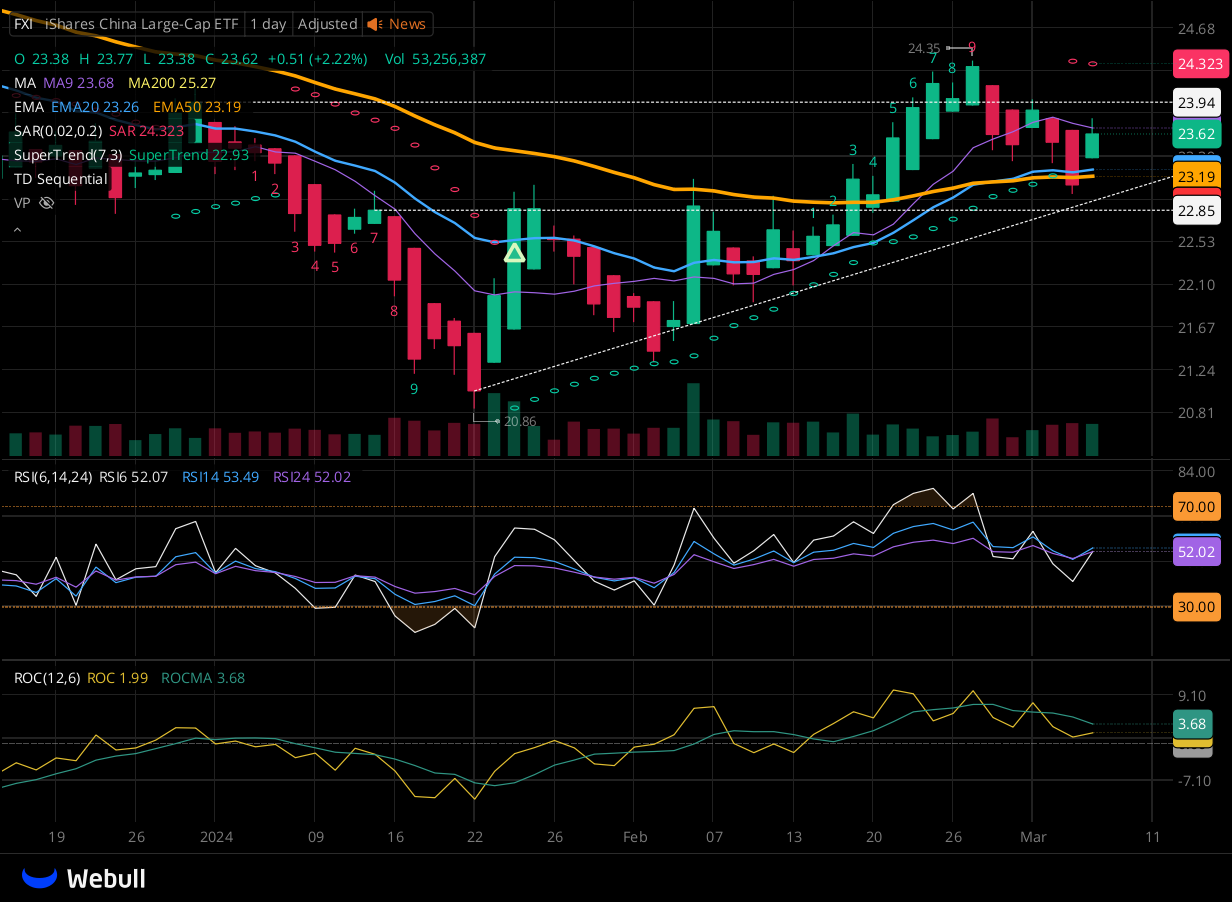 FXI iShares China Large-Cap ETF 1 day Adjusted News
O 23.38 H 23.77 L 23.38 C 23.62 +0.51 (+2.22%) Vol 53,256,387
MA MA9 23.68 MA200 25.27
EMA EMA20 23.26 EMA50 23.19
SAR(0.02,0.2) SAR 24.323
SuperTrend(7,3) SuperTrend 22.93
TD Sequential
VP
24.35
20.86
1 2 3 4 5 6 7 8 9
1 2 3 4 5 6 7 8 9
24.68
24.323
23.94
23.62
23.19
22.85
22.53
22.10
21.67
21.24
20.81
RSI(6,14,24) RSI6 52.07 RSI14 53.49 RSI24 52.02
84.00
70.00
52.02
30.00
ROC(12,6) ROC 1.99 ROCMA 3.68
9.10
3.68
-7.10
19 26 2024 09 16 22 26 Feb 07 13 20 26 Mar 11
Webull